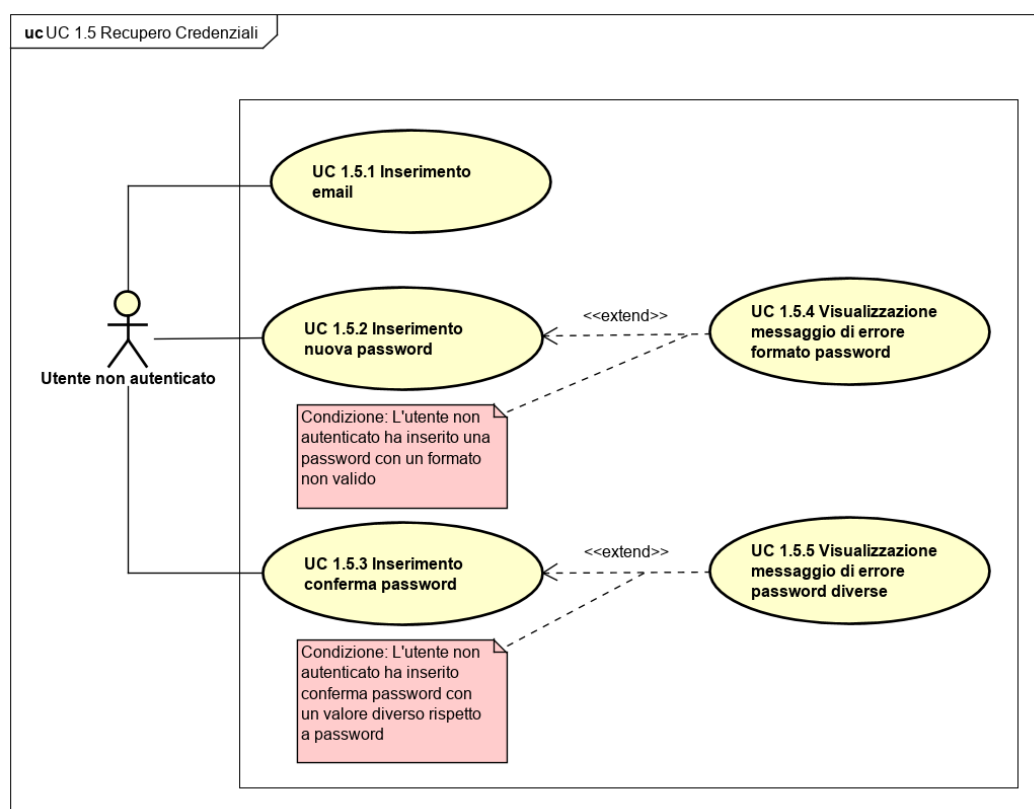 uc UC 1.5 Recupero Credenziali
UC 1.5.1 Inserimento
email
Utente non autenticato
UC 1.5.2 Inserimento
nuova password
<<extend>>
UC 1.5.4 Visualizzazione
messaggio di errore
formato password
Condizione: L'utente non
autenticato ha inserito una
password con un formato
non valido
UC 1.5.3 Inserimento
conferma password
<<extend>>
UC 1.5.5 Visualizzazione
messaggio di errore
password diverse
Condizione: L'utente non
autenticato ha inserito
conferma password con
un valore diverso rispetto
a password